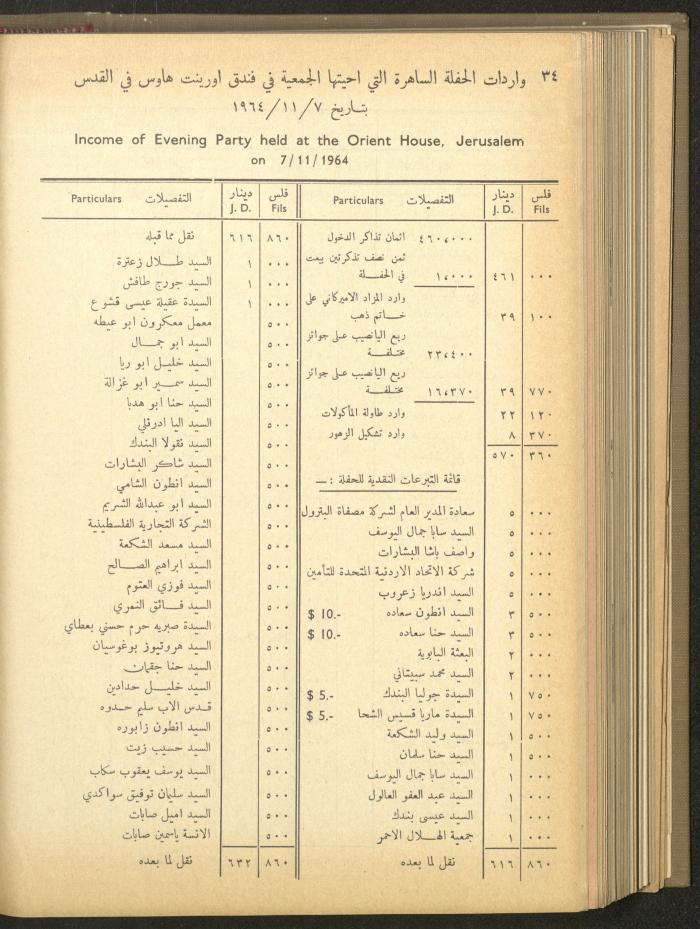 ٣٤
واردات الحفلة الساهرة التي احيتها الجمعية في فندق اورينت هاوس في القدس
بتاريخ ٧/١١/١٩٦٤
Income of Evening Party held at the Orient House, Jerusalem
on 7/11/1964
فلس Fils | دينار J. D. | التفصيلات Particulars
اثمان تذاكر الدخول ٤٦٠،٠٠٠
ثمن نصف تذكرتين بيعت
٠٠٠ | ٤٦١ | في الحفلة ١،٠٠٠
وارد المزاد الاميركاني على
١٠٠ | ٣٩ | خاتم ذهب
ريع اليانصيب على جوائز
مختلفة ٢٣،٤٠٠
ريع اليانصيب على جوائز
٧٧٠ | ٣٩ | مختلفة ١٦،٣٧٠
١٢٠ | ٢٢ | وارد طاولة المأكولات
٣٧٠ | ٨ | وارد تشكيل الزهور
٣٦٠ | ٥٧٠
قائمة التبرعات النقدية للحفلة : —
٠٠٠ | ٥ | سعادة المدير العام لشركة مصفاة البترول
٠٠٠ | ٥ | السيد سابا جمال اليوسف
٠٠٠ | ٥ | واصف باشا البشارات
٠٠٠ | ٥ | شركة الاتحاد الاردنية المتحدة للتأمين
٠٠٠ | ٥ | السيد اندريا زعروب
٥٠٠ | ٣ | السيد انطون سعاده $ 10.-
٥٠٠ | ٣ | السيد حنا سعاده $ 10.-
٠٠٠ | ٢ | البعثة البابوية
٠٠٠ | ٢ | السيد محمد سبيتاني
٧٥٠ | ١ | السيدة جوليا البندك $ 5.-
٧٥٠ | ١ | السيدة ماريا قسيس الشحا $ 5.-
٥٠٠ | ١ | السيد وليد الشكعة
٥٠٠ | ١ | السيد حنا سلمان
٠٠٠ | ١ | السيد سابا جمال اليوسف
٠٠٠ | ١ | السيد عبد العفو العالول
٠٠٠ | ١ | السيد عيسى بندك
٠٠٠ | ١ | جمعية الهلال الاحمر
٨٦٠ | ٦١٦ | نقل لما بعده
فلس Fils | دينار J. D. | التفصيلات Particulars
٨٦٠ | ٦١٦ | نقل مما قبله
٠٠٠ | ١ | السيد طلال زعترة
٠٠٠ | ١ | السيد جورج طافش
٠٠٠ | ١ | السيدة عقيلة عيسى قشوع
٥٠٠ | معمل معكرون ابو عيطه
٥٠٠ | السيد ابو جمال
٥٠٠ | السيد خليل ابو ريا
٥٠٠ | السيد سمير ابو غزالة
٥٠٠ | السيد حنا ابو هدبا
٥٠٠ | السيد اليا ادرقلي
٥٠٠ | السيد نقولا البندك
٥٠٠ | السيد شاكر البشارات
٥٠٠ | السيد انطون الشامي
٥٠٠ | السيد ابو عبدالله الشريم
٥٠٠ | الشركة التجارية الفلسطينية
٥٠٠ | السيد مسعد الشكعة
٥٠٠ | السيد ابراهيم الصالح
٥٠٠ | السيد فوزي العتوم
٥٠٠ | السيد فائق النمري
٥٠٠ | السيدة صبريه حرم حسني بعطاي
٥٠٠ | السيد هروتيوز بوغوسيان
٥٠٠ | السيد حنا جقمان
٥٠٠ | السيد خليل حدادين
٥٠٠ | قدس الاب سليم حدوه
٥٠٠ | السيد انطون زابوره
٥٠٠ | السيد حسيب زيت
٥٠٠ | السيد يوسف يعقوب سكاب
٥٠٠ | السيد سليمان توفيق سواكدي
٥٠٠ | السيد اميل صابات
٥٠٠ | الانسة ياسمين صابات
٨٦٠ | ٦٣٢ | نقل لما بعده